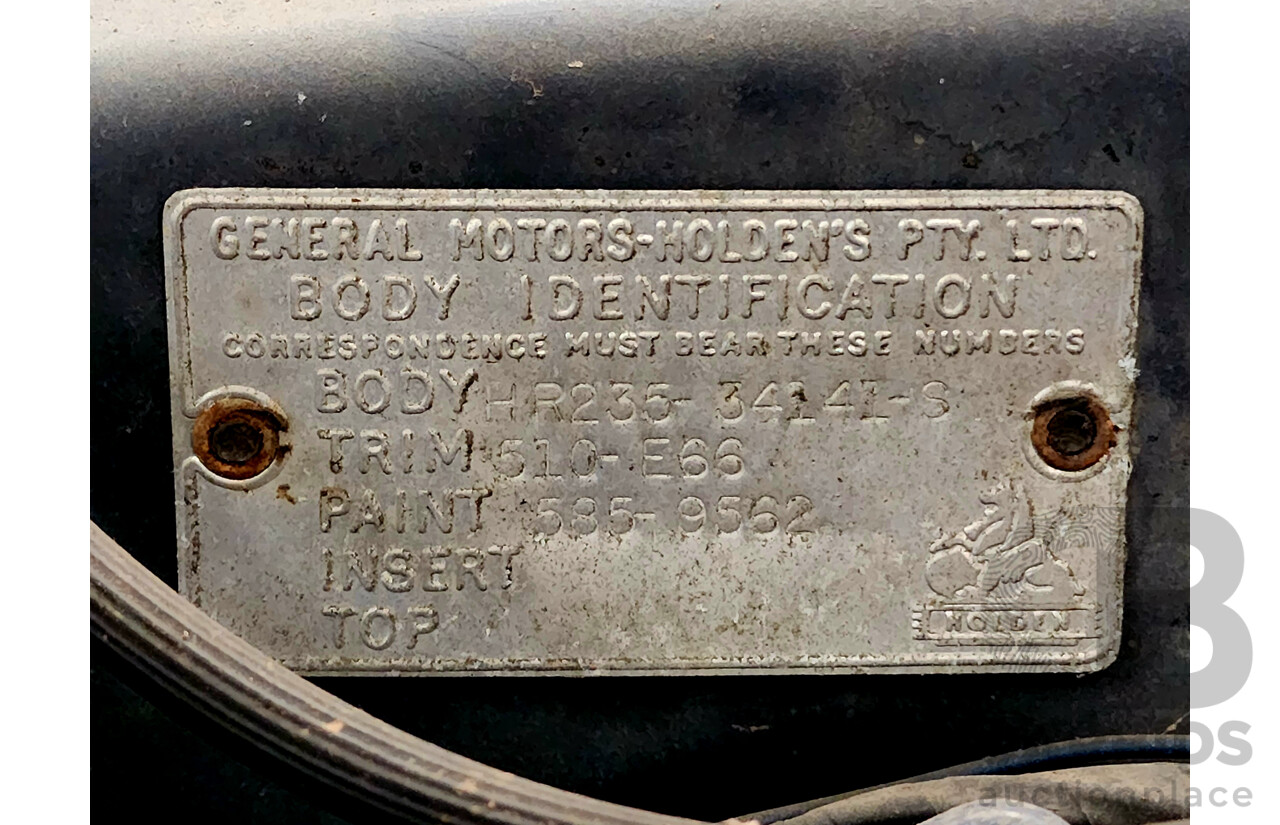 GENERAL MOTORS-HOLDEN'S PTY. LTD.
BODY IDENTIFICATION
CORRESPONDENCE MUST BEAR THESE NUMBERS
BODY HR235-34141-S
TRIM 510-E66
PAINT 585-9562
INSERT
TOP
HOLDEN
auctionplace